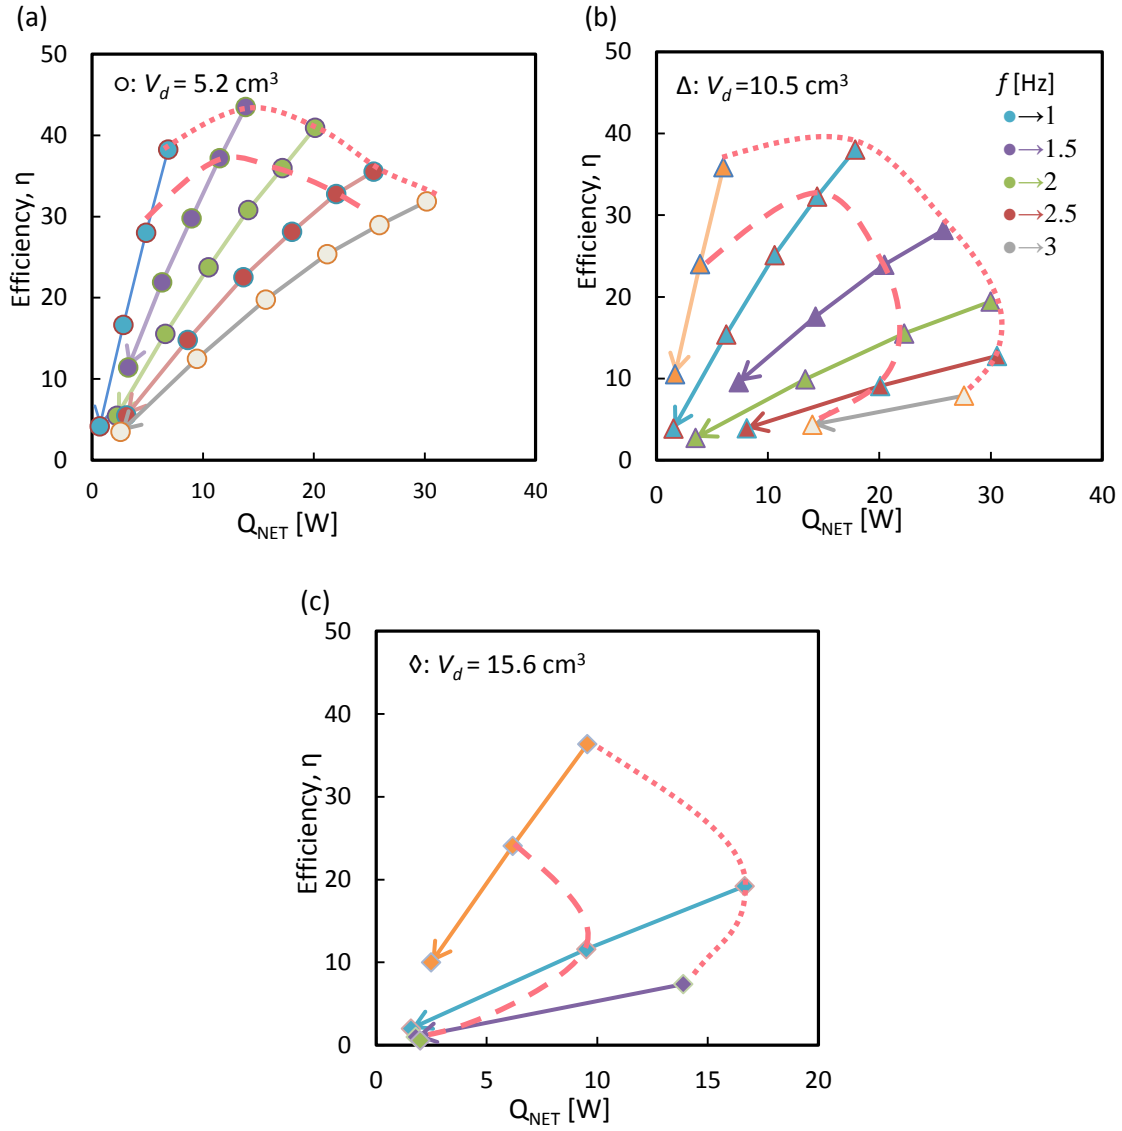 (a)
50
40
30
20
10
0
0 10 20 30 40
Efficiency, η
Q_NET [W]
○: V_d = 5.2 cm³
(b)
50
40
30
20
10
0
0 10 20 30 40
Efficiency, η
Q_NET [W]
Δ: V_d =10.5 cm³
f [Hz]
→1
→1.5
→2
→2.5
→3
(c)
50
40
30
20
10
0
0 5 10 15 20
Efficiency, η
Q_NET [W]
◊: V_d = 15.6 cm³